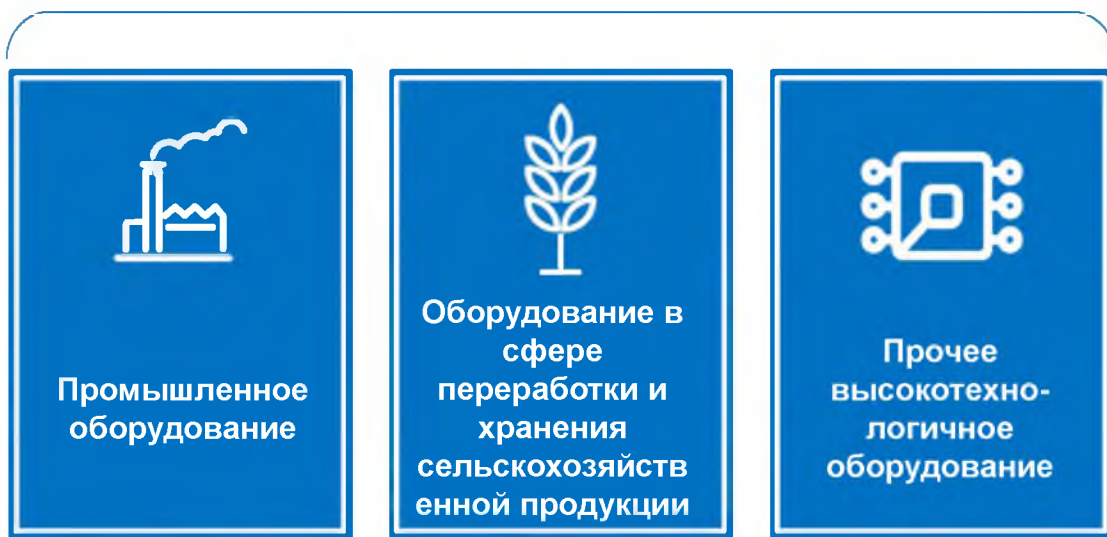 Промышленное
оборудование
Оборудование в
сфере
переработки и
хранения
сельскохозяйств
енной продукции
Прочее
высокотехно-
логичное
оборудование